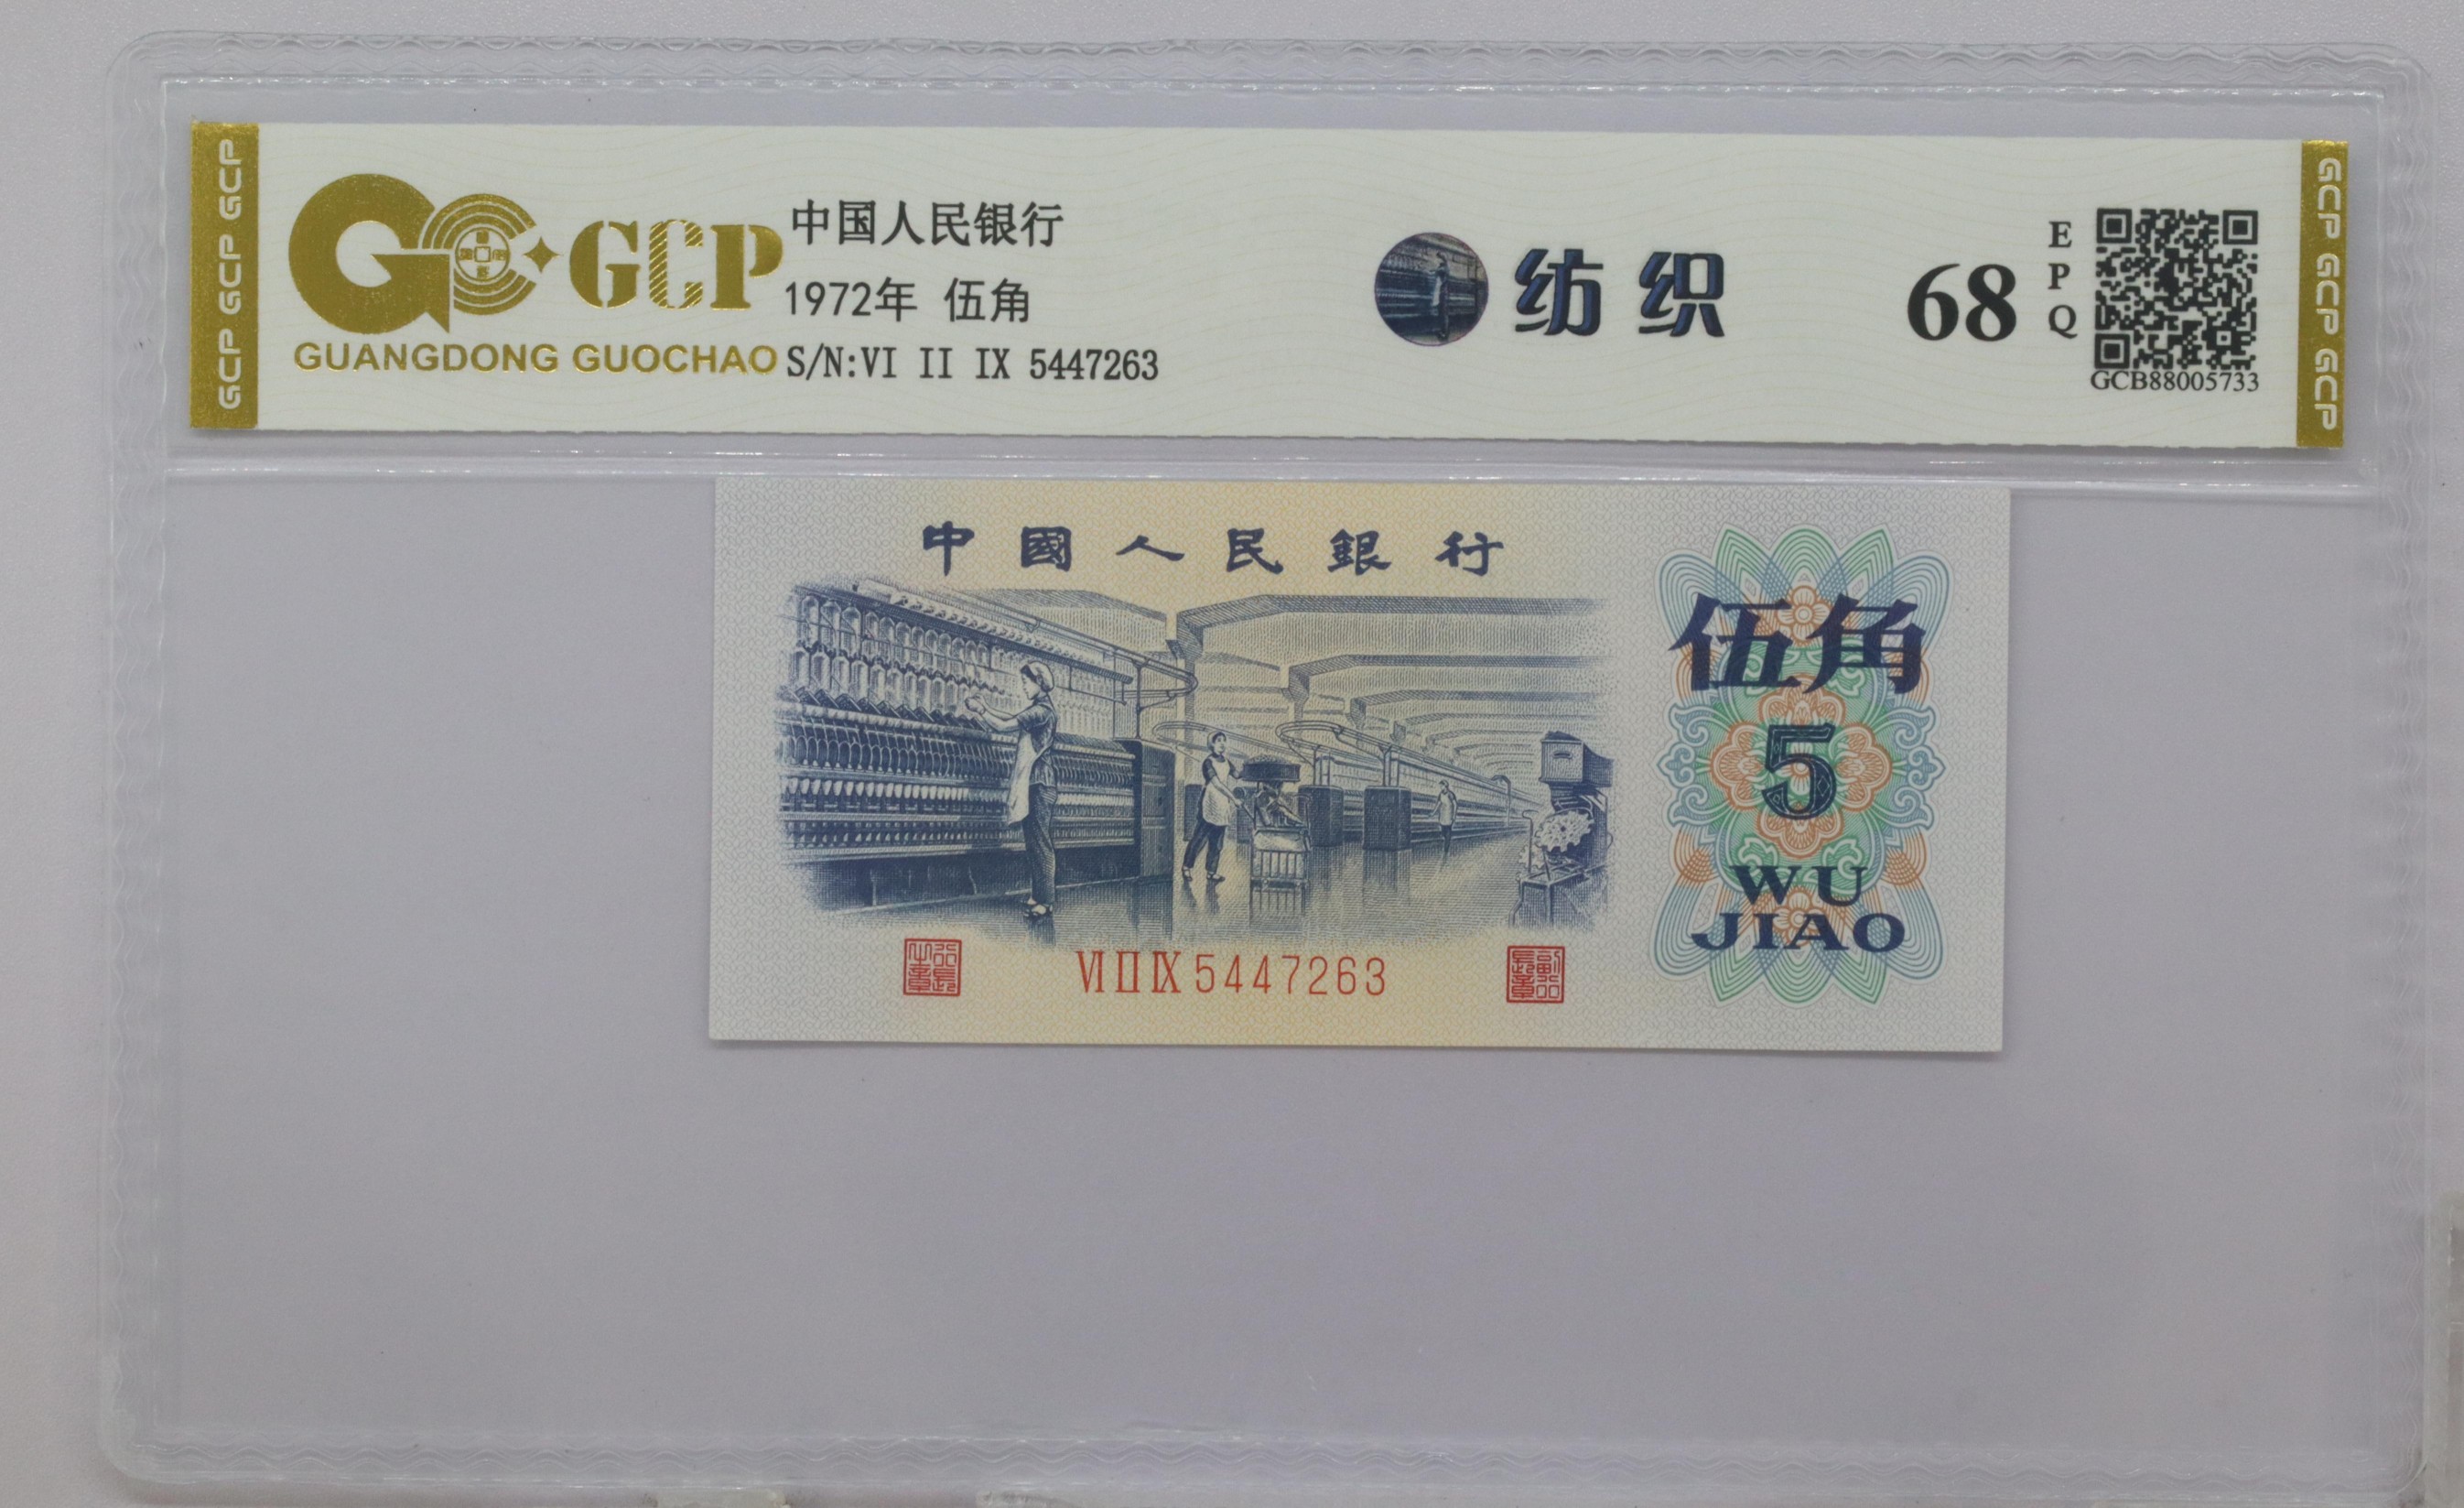 GCP GCP GCP
GCP
GUANGDONG GUOCHAO
中国人民银行
1972年 伍角
S/N:VI II IX 5447263
纺织
68
EPQ
GCB88005733
GCP GCP GCP
中國人民銀行
伍角
5
WU
JIAO
VI II IX 5447263